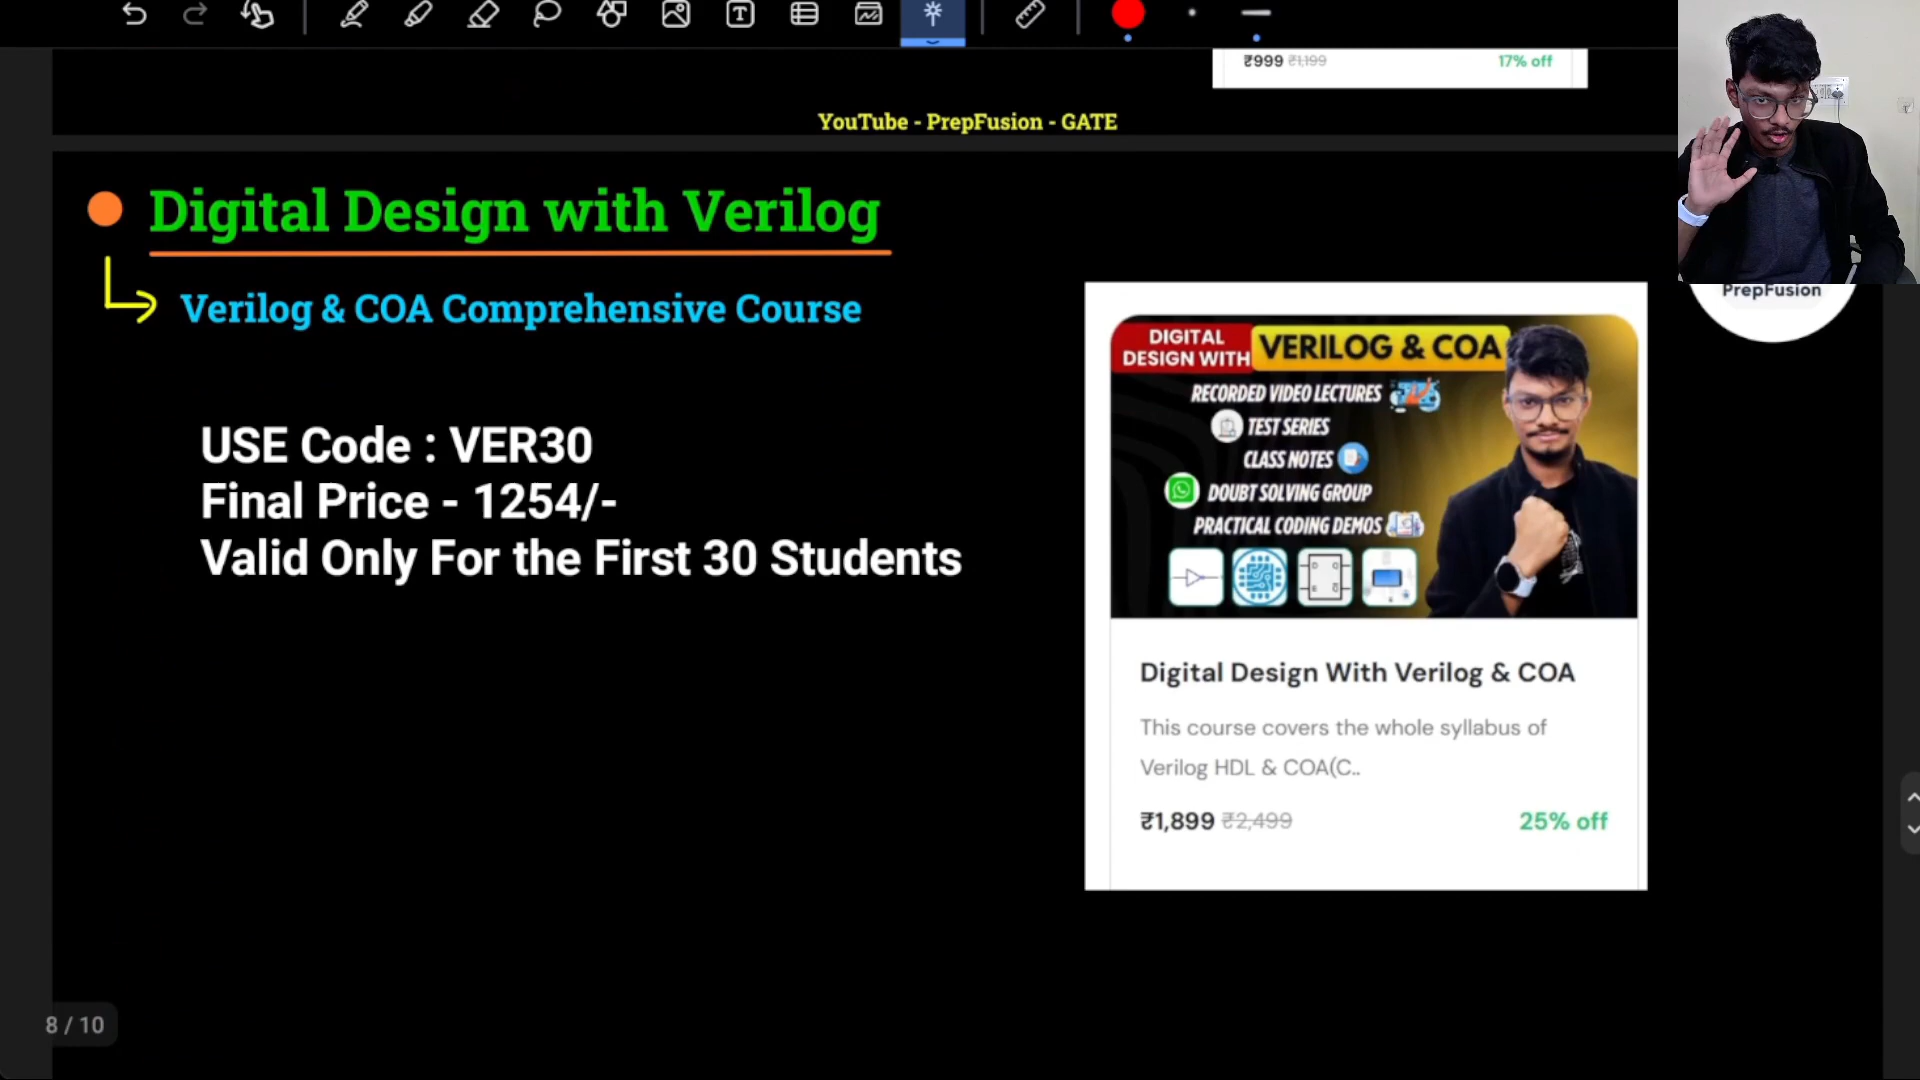 ₹999 ₹1,199 17% off
YouTube - PrepFusion - GATE
Digital Design with Verilog
Verilog & COA Comprehensive Course
PrepFusion
USE Code : VER30
Final Price - 1254/-
Valid Only For the First 30 Students
DIGITAL
DESIGN WITH
VERILOG & COA
RECORDED VIDEO LECTURES
TEST SERIES
CLASS NOTES
DOUBT SOLVING GROUP
PRACTICAL CODING DEMOS
Digital Design With Verilog & COA
This course covers the whole syllabus of
Verilog HDL & COA(C..
₹1,899 ₹2,499 25% off
8 / 10